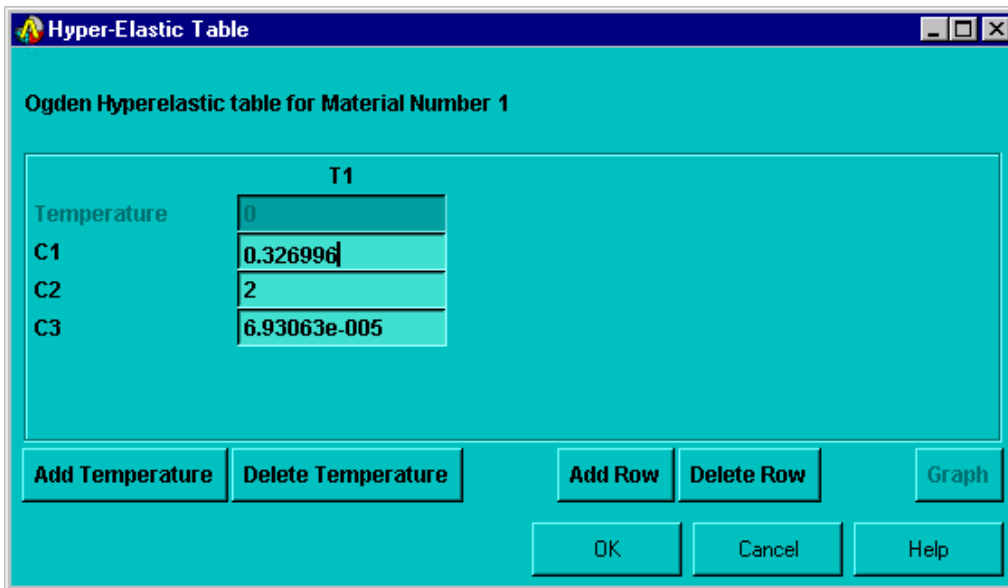 Hyper-Elastic Table
Ogden Hyperelastic table for Material Number 1
T1
Temperature 0
C1 0.326996
C2 2
C3 6.93063e-005
Add Temperature Delete Temperature Add Row Delete Row Graph
OK Cancel Help